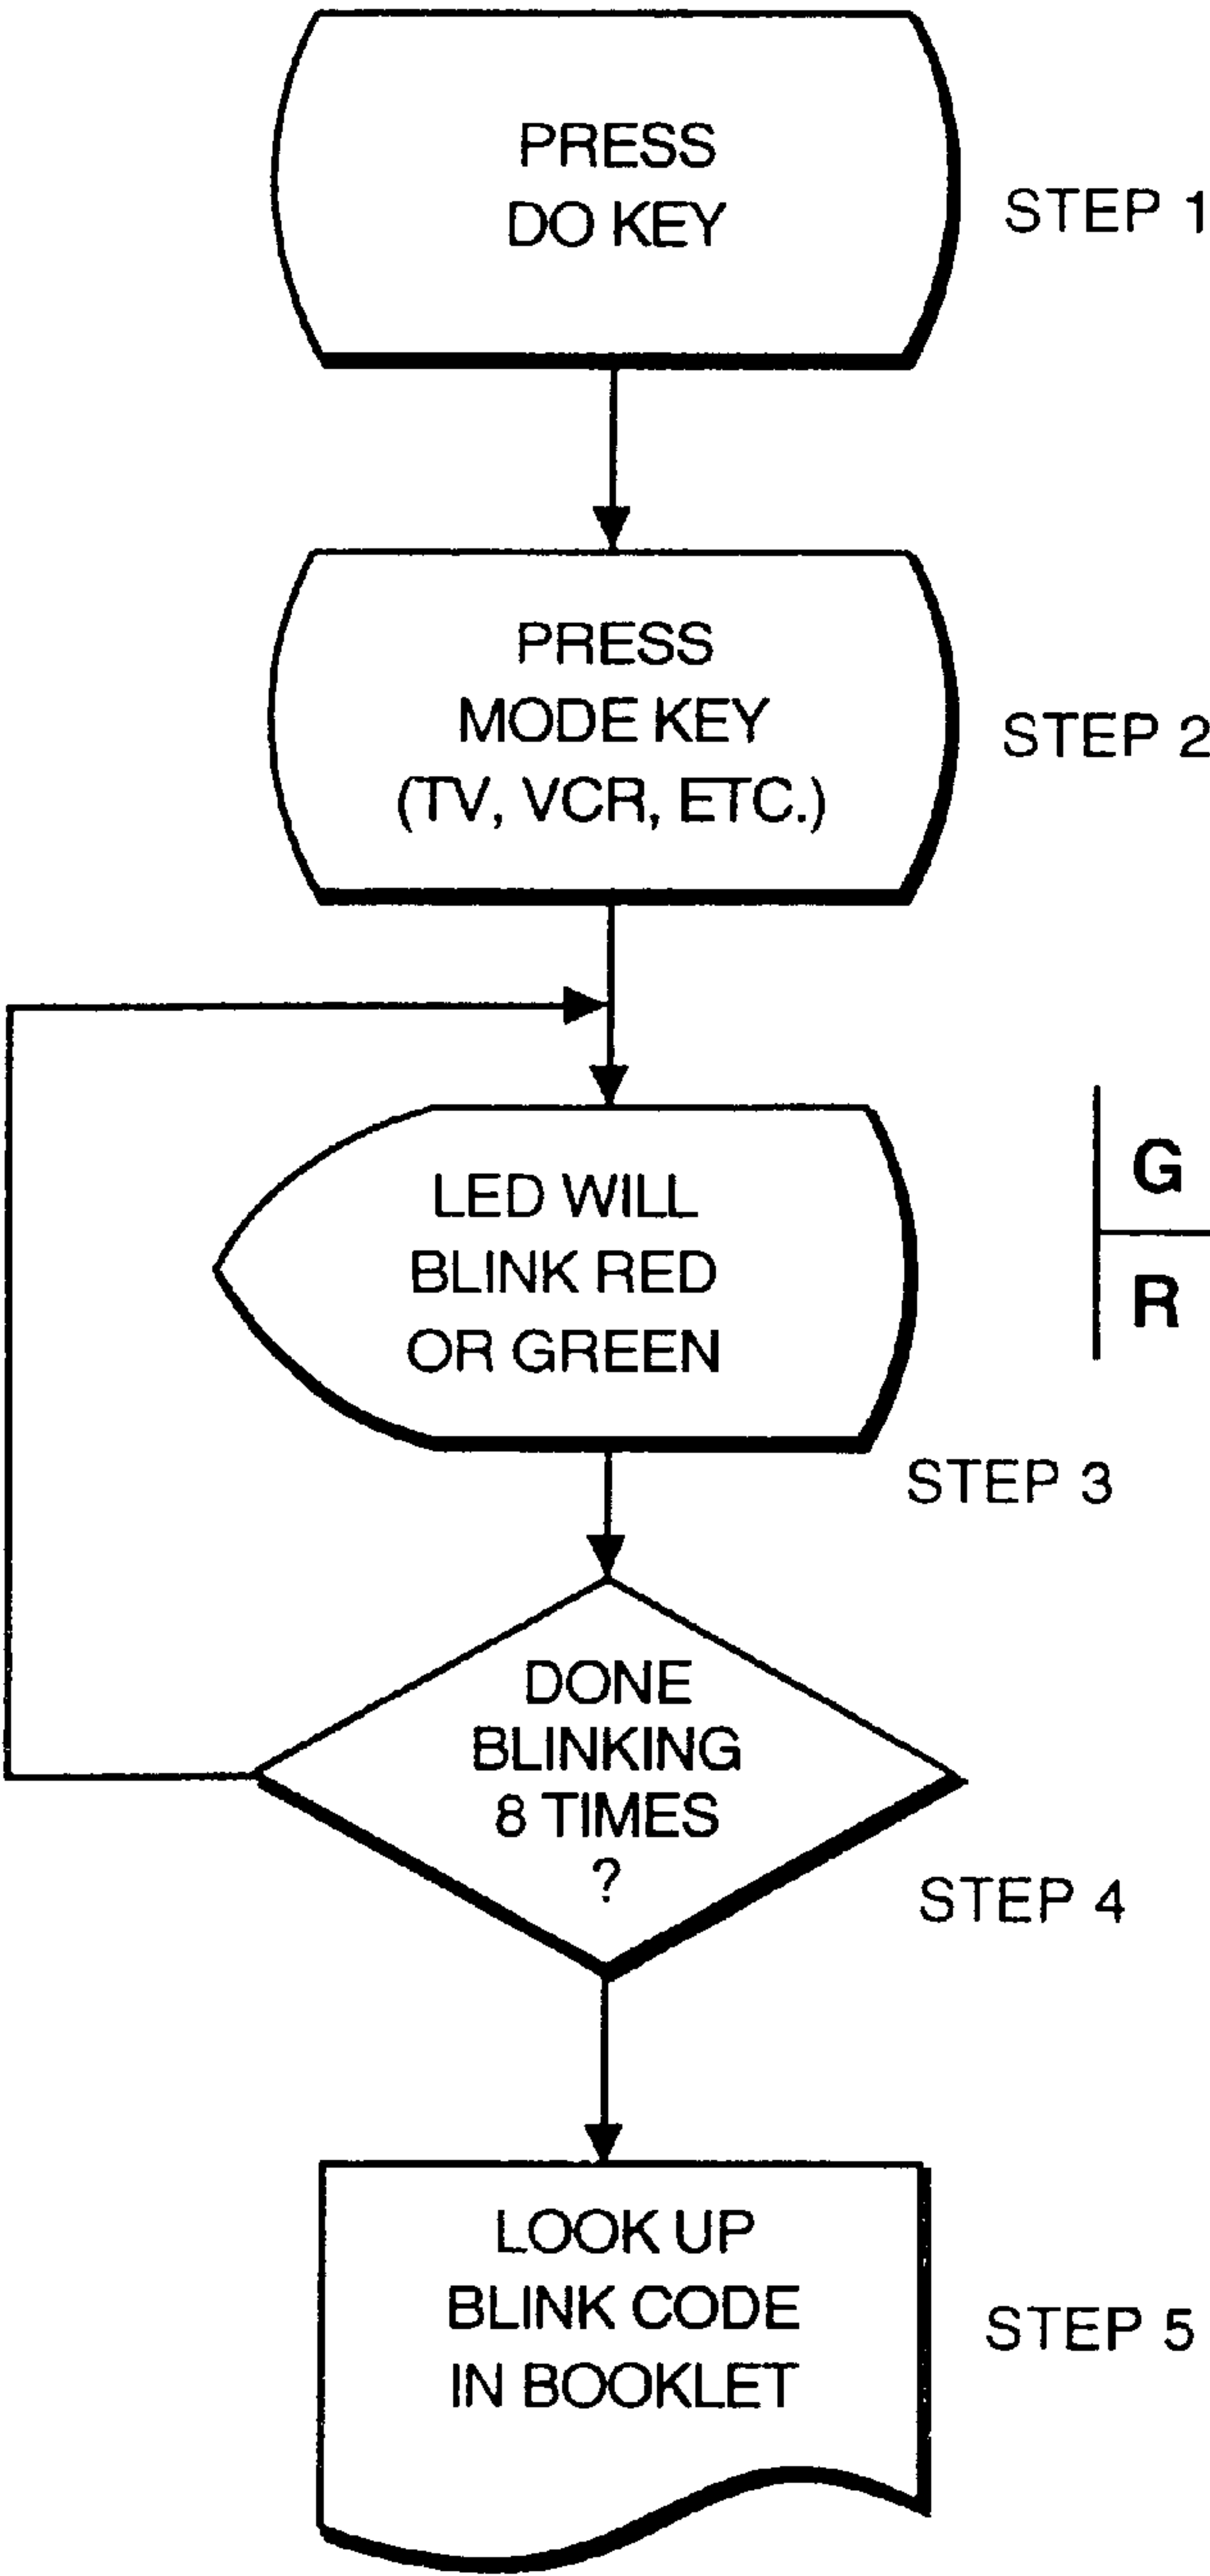 PRESS
DO KEY
STEP 1
PRESS
MODE KEY
(TV, VCR, ETC.)
STEP 2
LED WILL
BLINK RED
OR GREEN
G
R
STEP 3
DONE
BLINKING
8 TIMES
?
STEP 4
LOOK UP
BLINK CODE
IN BOOKLET
STEP 5